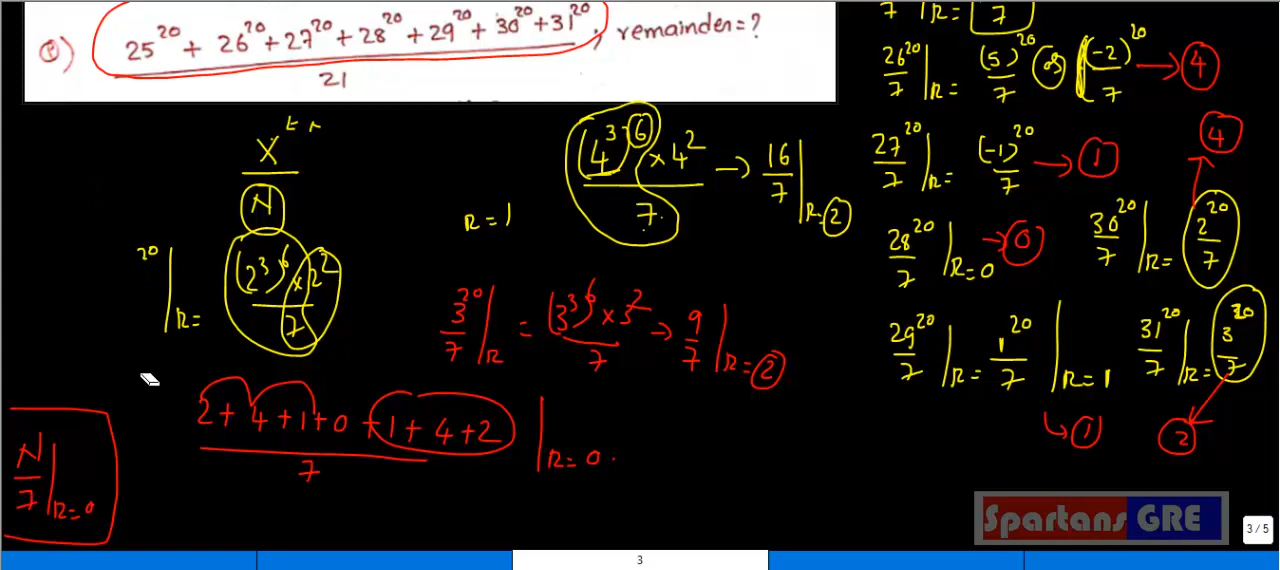 Q) 25^20 + 26^20 + 27^20 + 28^20 + 29^20 + 30^20 + 31^20 , remainder = ?
21
7 | R = 7
26^20/7 | R = (5)^20/7 or (-2)^20/7 → 4
27^20/7 | R = (-1)^20/7 → 1
4
28^20/7 | R = 0 → 0
30^20/7 | R = 2^20/7
29^20/7 | R = 1^20/7 | R = 1
→ 1
31^20/7 | R = 3^20/7
2
X
N
20 | R = (2^3)^6 × 2^2 / 7
R = 1
(4^3)^6 × 4^2 / 7 → 16/7 | R = 2
3^20/7 | R = (3^3)^6 × 3^2 / 7 → 9/7 | R = 2
2 + 4 + 1 + 0 + 1 + 4 + 2 / 7 | R = 0
N/7 | R = 0
Spartans GRE
3 / 5
3